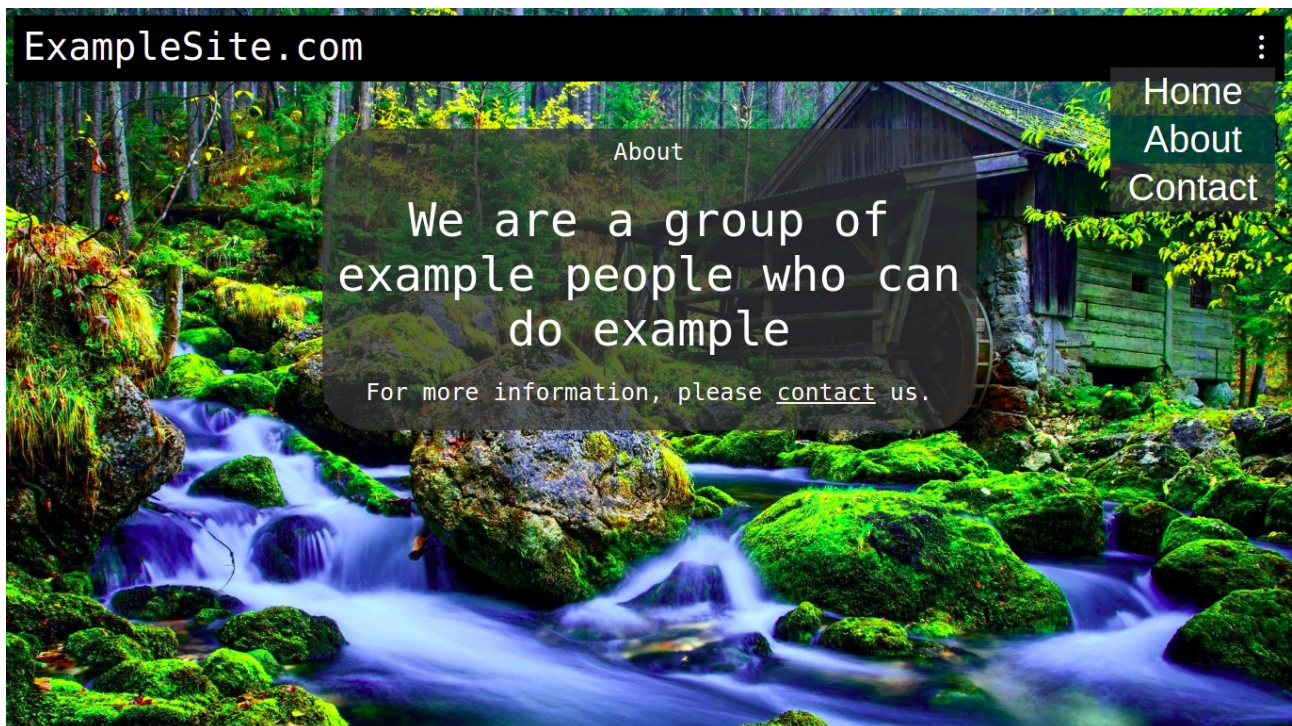 ExampleSite.com
Home
About
Contact
About
We are a group of
example people who can
do example
For more information, please contact us.